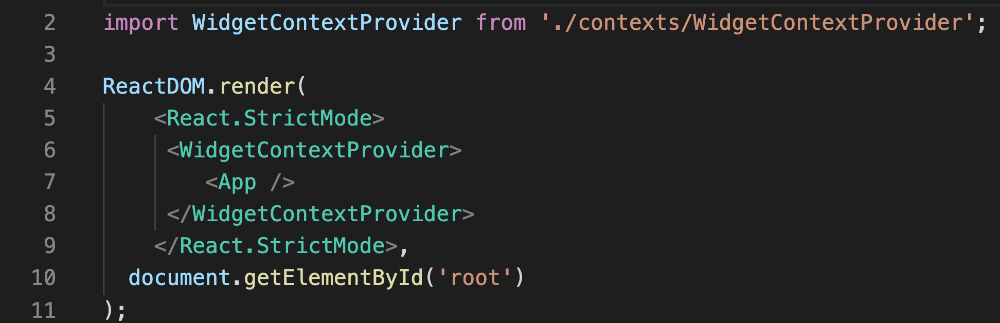 2 import WidgetContextProvider from './contexts/WidgetContextProvider';
3
4 ReactDOM.render(
5 <React.StrictMode>
6 <WidgetContextProvider>
7 <App />
8 </WidgetContextProvider>
9 </React.StrictMode>,
10 document.getElementById('root')
11 );